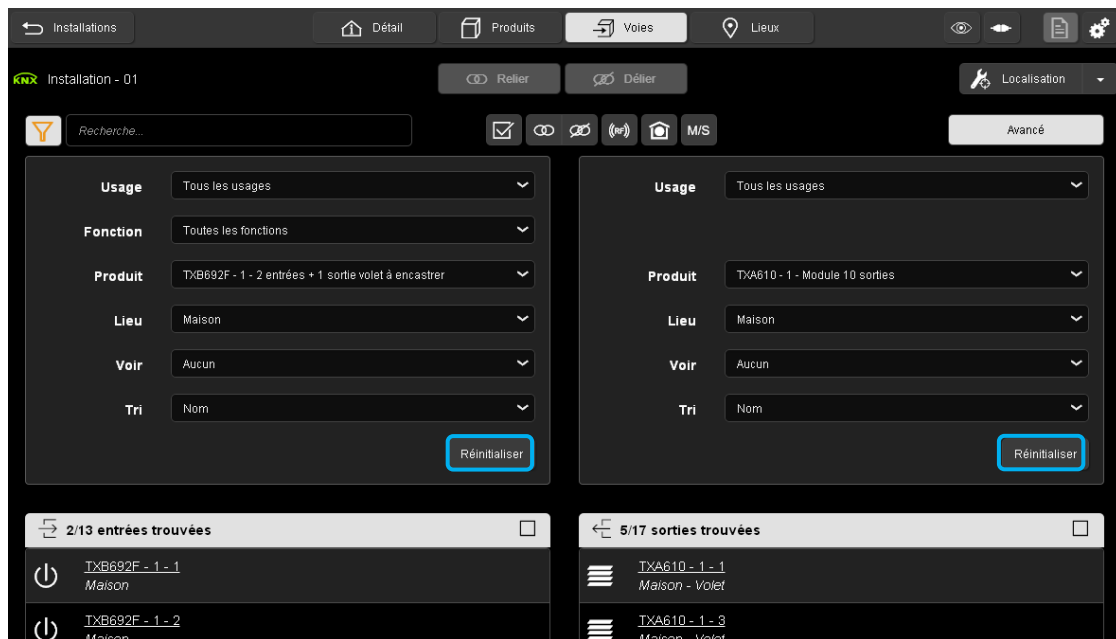 Installations
Détail
Produits
Voies
Lieux
KNX Installation - 01
Relier
Délier
Localisation
Recherche...
RF
M/S
Avancé
Usage Tous les usages
Fonction Toutes les fonctions
Produit TXB692F - 1 - 2 entrées + 1 sortie volet à encastrer
Lieu Maison
Voir Aucun
Tri Nom
Réinitialiser
Usage Tous les usages
Produit TXA610 - 1 - Module 10 sorties
Lieu Maison
Voir Aucun
Tri Nom
Réinitialiser
2/13 entrées trouvées
TXB692F - 1 - 1
Maison
TXB692F - 1 - 2
Maison
5/17 sorties trouvées
TXA610 - 1 - 1
Maison - Volet
TXA610 - 1 - 3
Maison - Volet